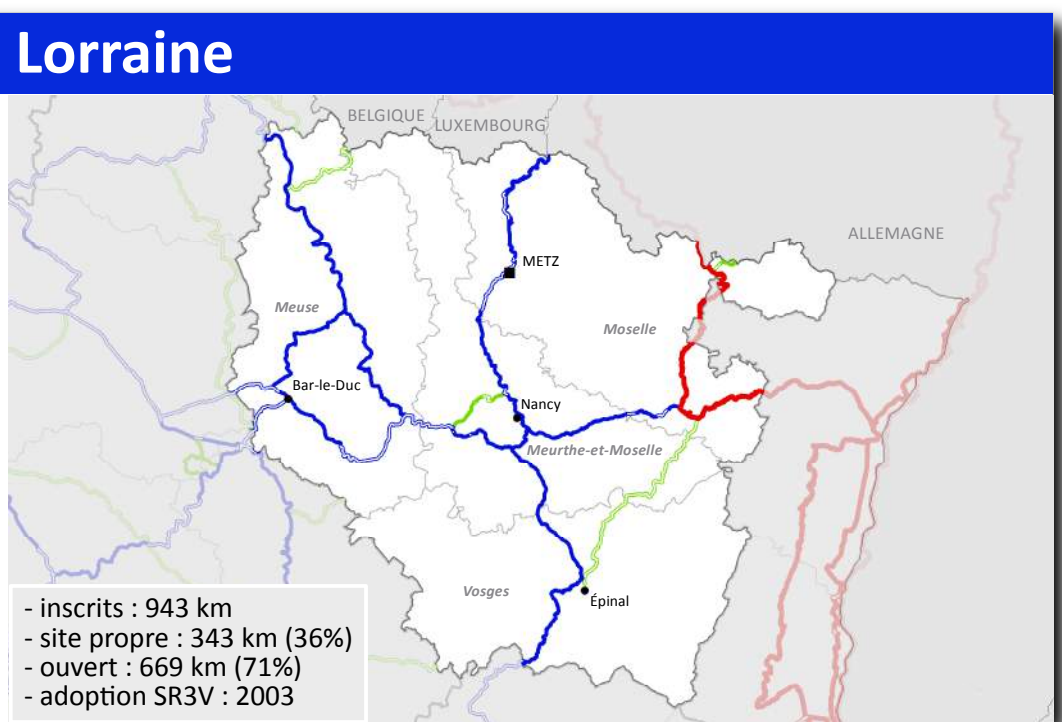 Lorraine
BELGIQUE
LUXEMBOURG
ALLEMAGNE
METZ
Meuse
Moselle
Bar-le-Duc
Nancy
Meurthe-et-Moselle
Vosges
Épinal
- inscrits : 943 km
- site propre : 343 km (36%)
- ouvert : 669 km (71%)
- adoption SR3V : 2003